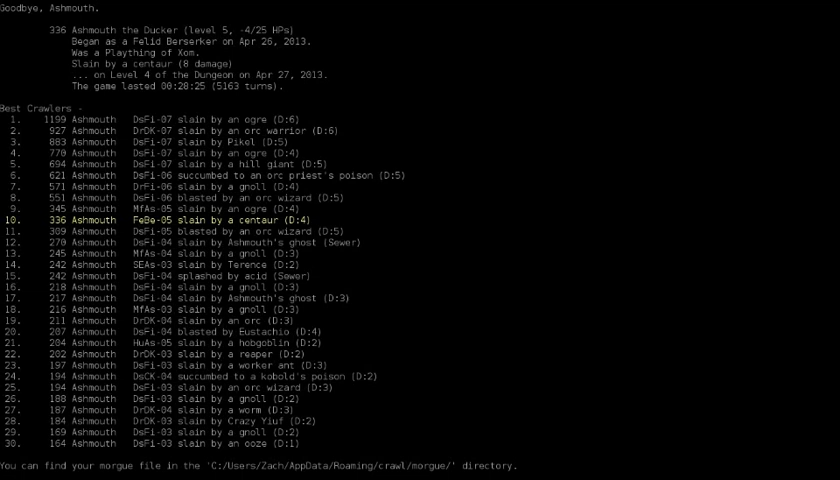 Goodbye, Ashmouth.
336 Ashmouth the Ducker (level 5, -4/25 HPs)
Began as a Felid Berserker on Apr 26, 2013.
Was a Plaything of Xom.
Slain by a centaur (8 damage)
... on Level 4 of the Dungeon on Apr 27, 2013.
The game lasted 00:28:25 (5163 turns).
Best Crawlers -
1. 1199 Ashmouth DsFi-07 slain by an ogre (D:6)
2. 927 Ashmouth DrDK-07 slain by an orc warrior (D:6)
3. 883 Ashmouth DsFi-07 slain by Pikel (D:5)
4. 770 Ashmouth DsFi-07 slain by an ogre (D:4)
5. 694 Ashmouth DsFi-07 slain by a hill giant (D:5)
6. 621 Ashmouth DsFi-06 succumbed to an orc priest's poison (D:5)
7. 571 Ashmouth DrFi-06 slain by a gnoll (D:4)
8. 551 Ashmouth DsFi-06 blasted by an orc wizard (D:5)
9. 345 Ashmouth MfAs-05 slain by an ogre (D:4)
10. 336 Ashmouth FeBe-05 slain by a centaur (D:4)
11. 309 Ashmouth DsFi-05 blasted by an orc wizard (D:5)
12. 270 Ashmouth DsFi-04 slain by Ashmouth's ghost (Sewer)
13. 245 Ashmouth MfAs-04 slain by a gnoll (D:3)
14. 242 Ashmouth SEAs-03 slain by Terence (D:2)
15. 242 Ashmouth DsFi-04 splashed by acid (Sewer)
16. 218 Ashmouth DsFi-04 slain by a gnoll (D:3)
17. 217 Ashmouth DsFi-04 slain by Ashmouth's ghost (D:3)
18. 216 Ashmouth MfAs-03 slain by a gnoll (D:3)
19. 211 Ashmouth DrDK-04 slain by an orc (D:3)
20. 207 Ashmouth DsFi-04 blasted by Eustachio (D:4)
21. 204 Ashmouth HuAs-05 slain by a hobgoblin (D:2)
22. 202 Ashmouth DrDK-03 slain by a reaper (D:2)
23. 197 Ashmouth DsFi-04 slain by a worker ant (D:3)
24. 194 Ashmouth DsCK-04 succumbed to a kobold's poison (D:2)
25. 194 Ashmouth DsFi-03 slain by an orc wizard (D:3)
26. 188 Ashmouth DsFi-03 slain by a gnoll (D:2)
27. 187 Ashmouth DrDK-04 slain by a worm (D:3)
28. 184 Ashmouth DrDK-03 slain by Crazy Yiuf (D:2)
29. 169 Ashmouth DsFi-03 slain by a gnoll (D:2)
30. 164 Ashmouth DsFi-03 slain by an ooze (D:1)
You can find your morgue file in the 'C:/Users/Zach/AppData/Roaming/crawl/morgue/' directory.